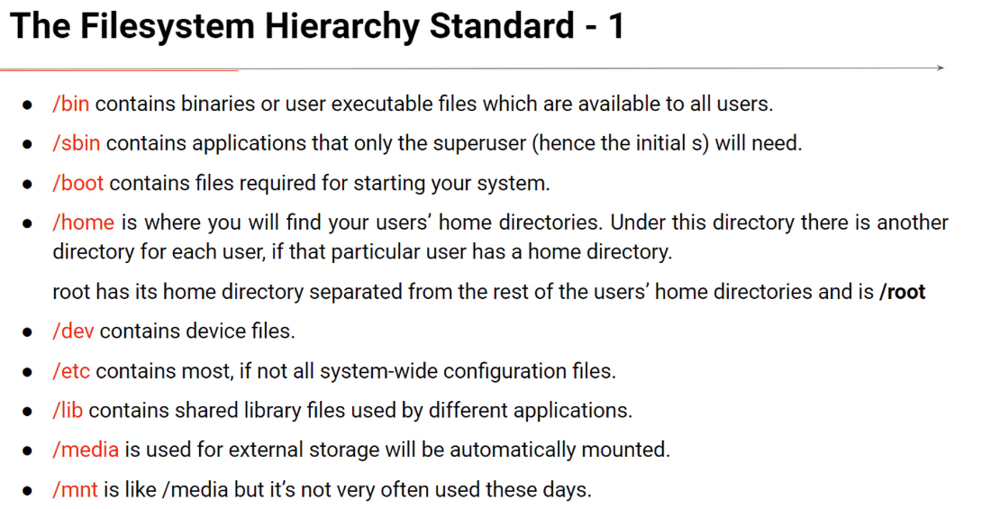 The Filesystem Hierarchy Standard - 1
● /bin contains binaries or user executable files which are available to all users.
● /sbin contains applications that only the superuser (hence the initial s) will need.
● /boot contains files required for starting your system.
● /home is where you will find your users’ home directories. Under this directory there is another
directory for each user, if that particular user has a home directory.
root has its home directory separated from the rest of the users’ home directories and is /root
● /dev contains device files.
● /etc contains most, if not all system-wide configuration files.
● /lib contains shared library files used by different applications.
● /media is used for external storage will be automatically mounted.
● /mnt is like /media but it’s not very often used these days.